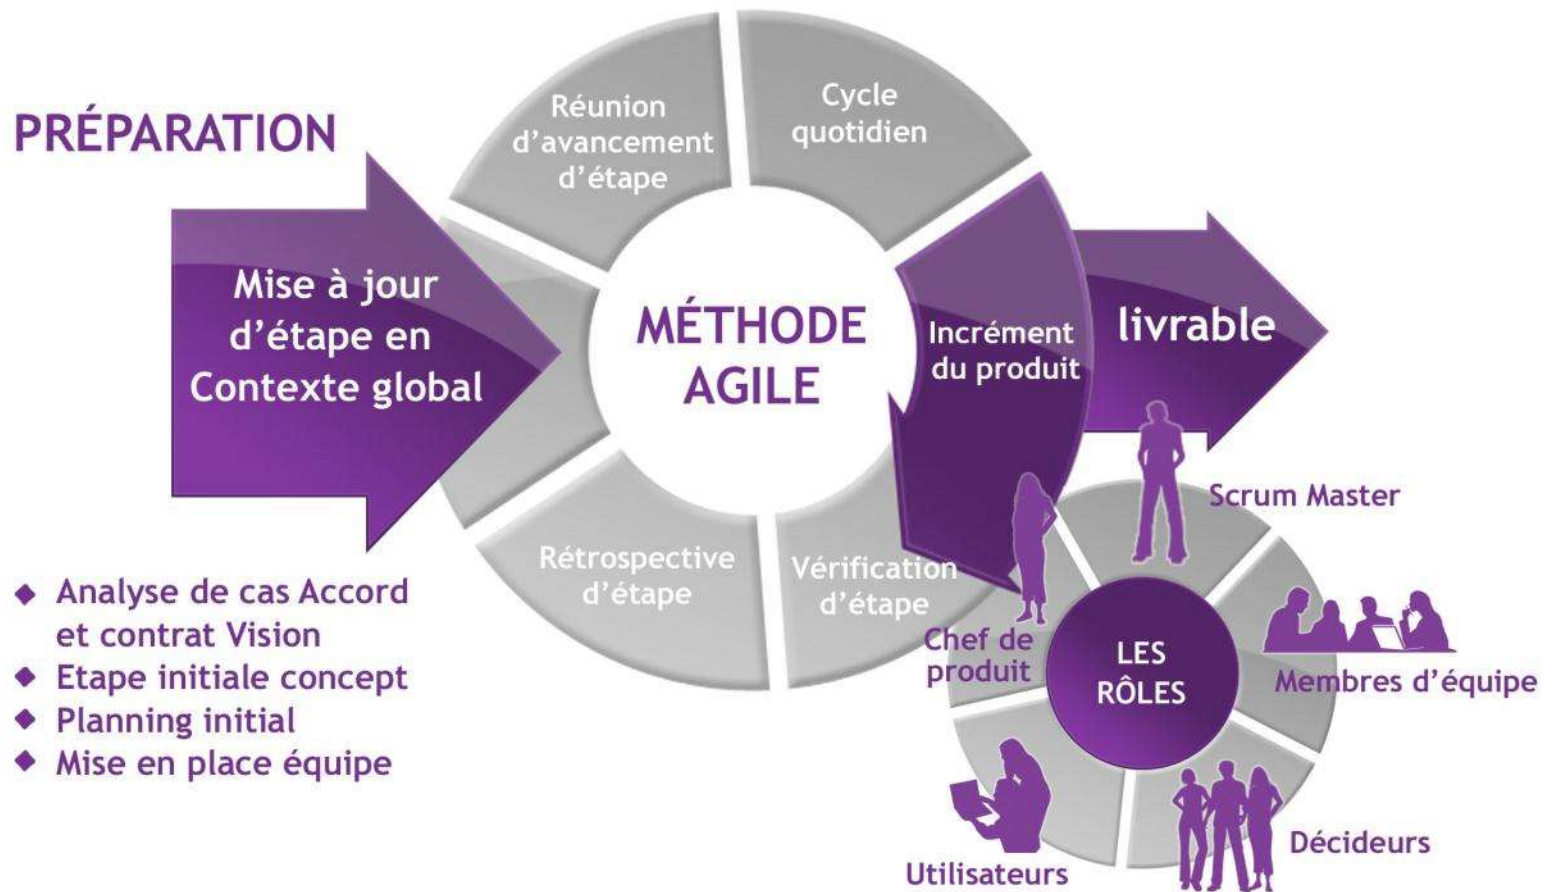 PRÉPARATION
Mise à jour
d'étape en
Contexte global
◆ Analyse de cas Accord
et contrat Vision
◆ Etape initiale concept
◆ Planning initial
◆ Mise en place équipe
Réunion
d'avancement
d'étape
Cycle
quotidien
MÉTHODE
AGILE
Incrément
du produit
livrable
Rétrospective
d'étape
Vérification
d'étape
Scrum Master
Chef de
produit
LES
RÔLES
Membres d'équipe
Utilisateurs
Décideurs